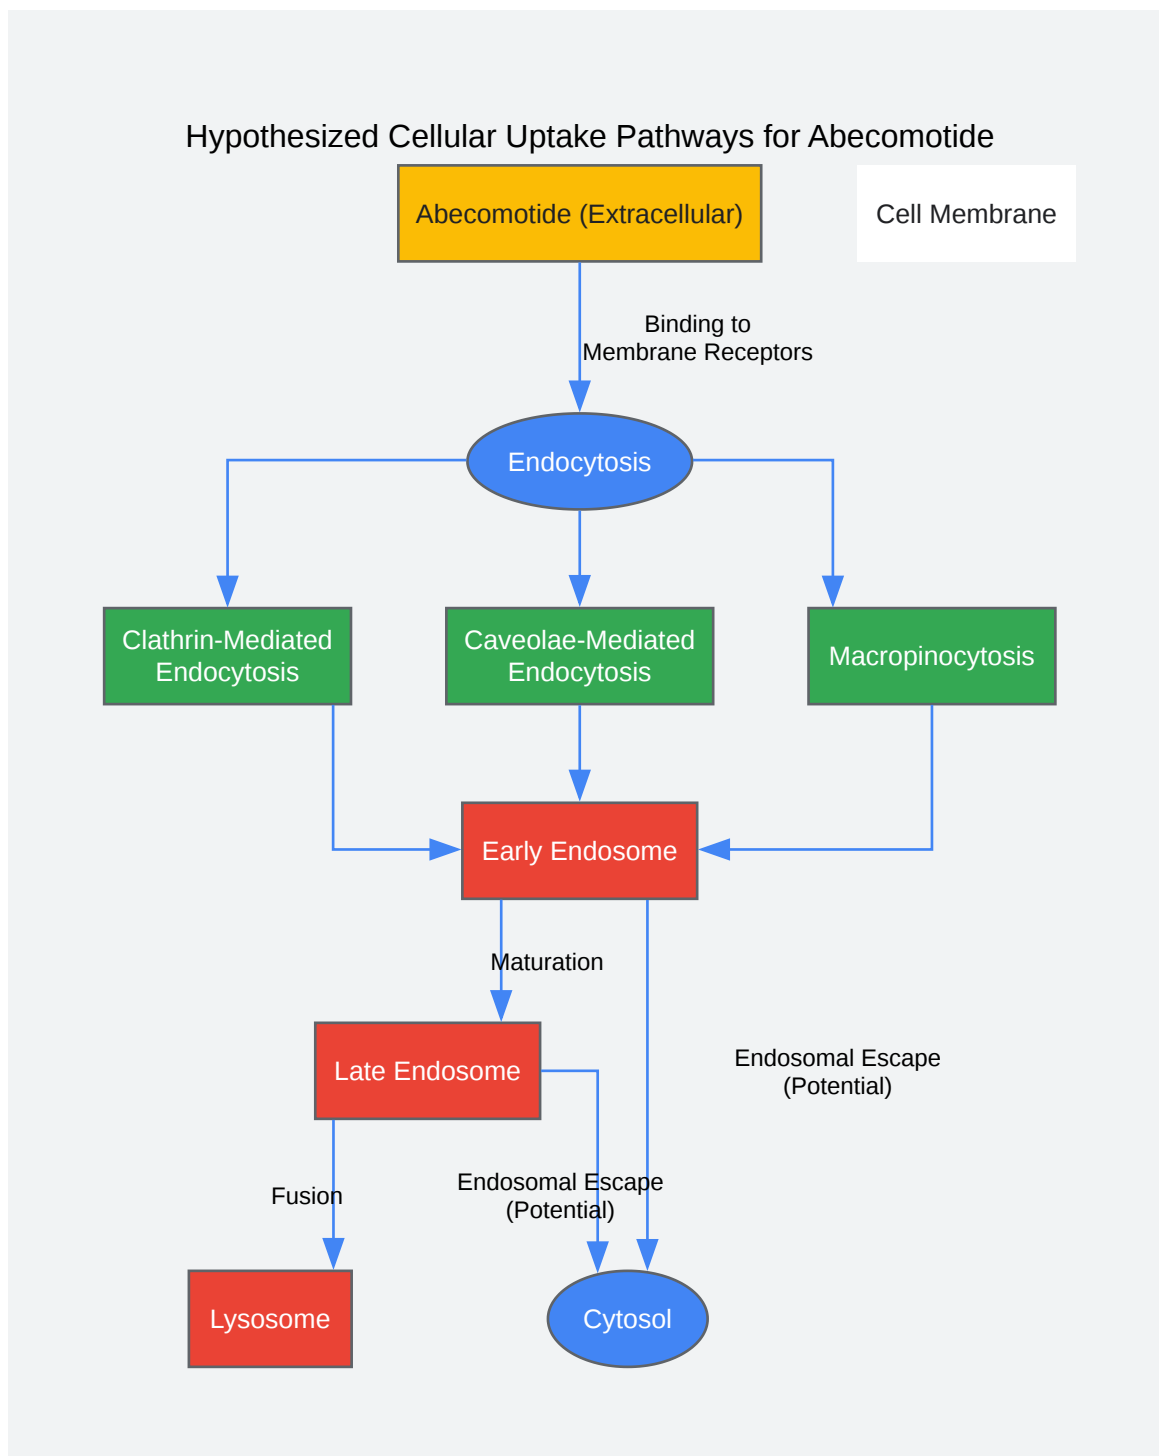 Hypothesized Cellular Uptake Pathways for Abecomotide
Abecomotide (Extracellular)
Cell Membrane
Binding to
Membrane Receptors
Endocytosis
Clathrin-Mediated
Endocytosis
Caveolae-Mediated
Endocytosis
Macropinocytosis
Early Endosome
Maturation
Late Endosome
Endosomal Escape
(Potential)
Fusion
Endosomal Escape
(Potential)
Lysosome
Cytosol